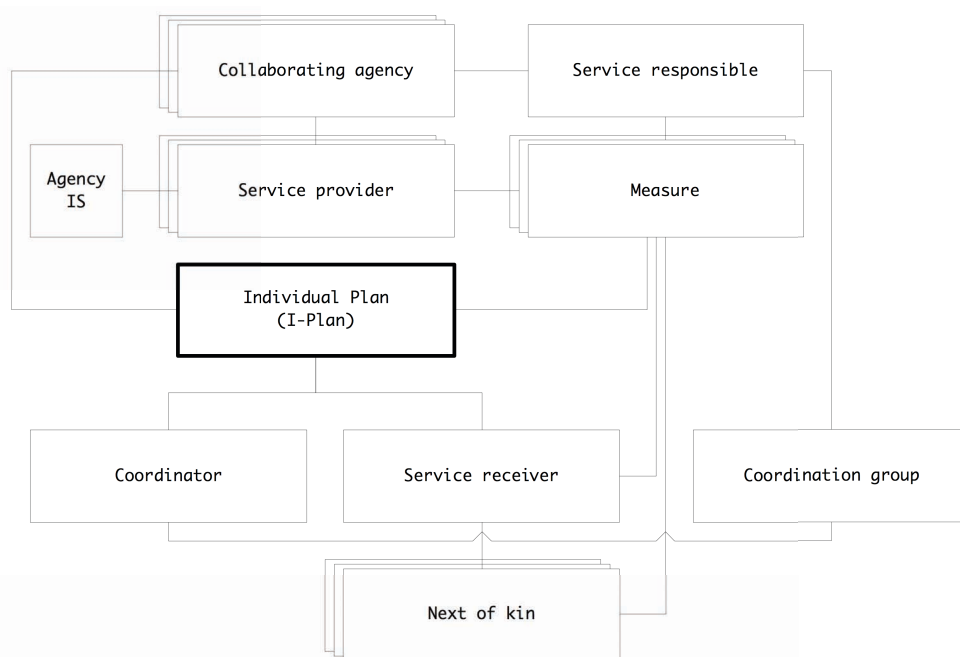 Collaborating agency
Service responsible
Agency
IS
Service provider
Measure
Individual Plan
(I-Plan)
Coordinator
Service receiver
Coordination group
Next of kin